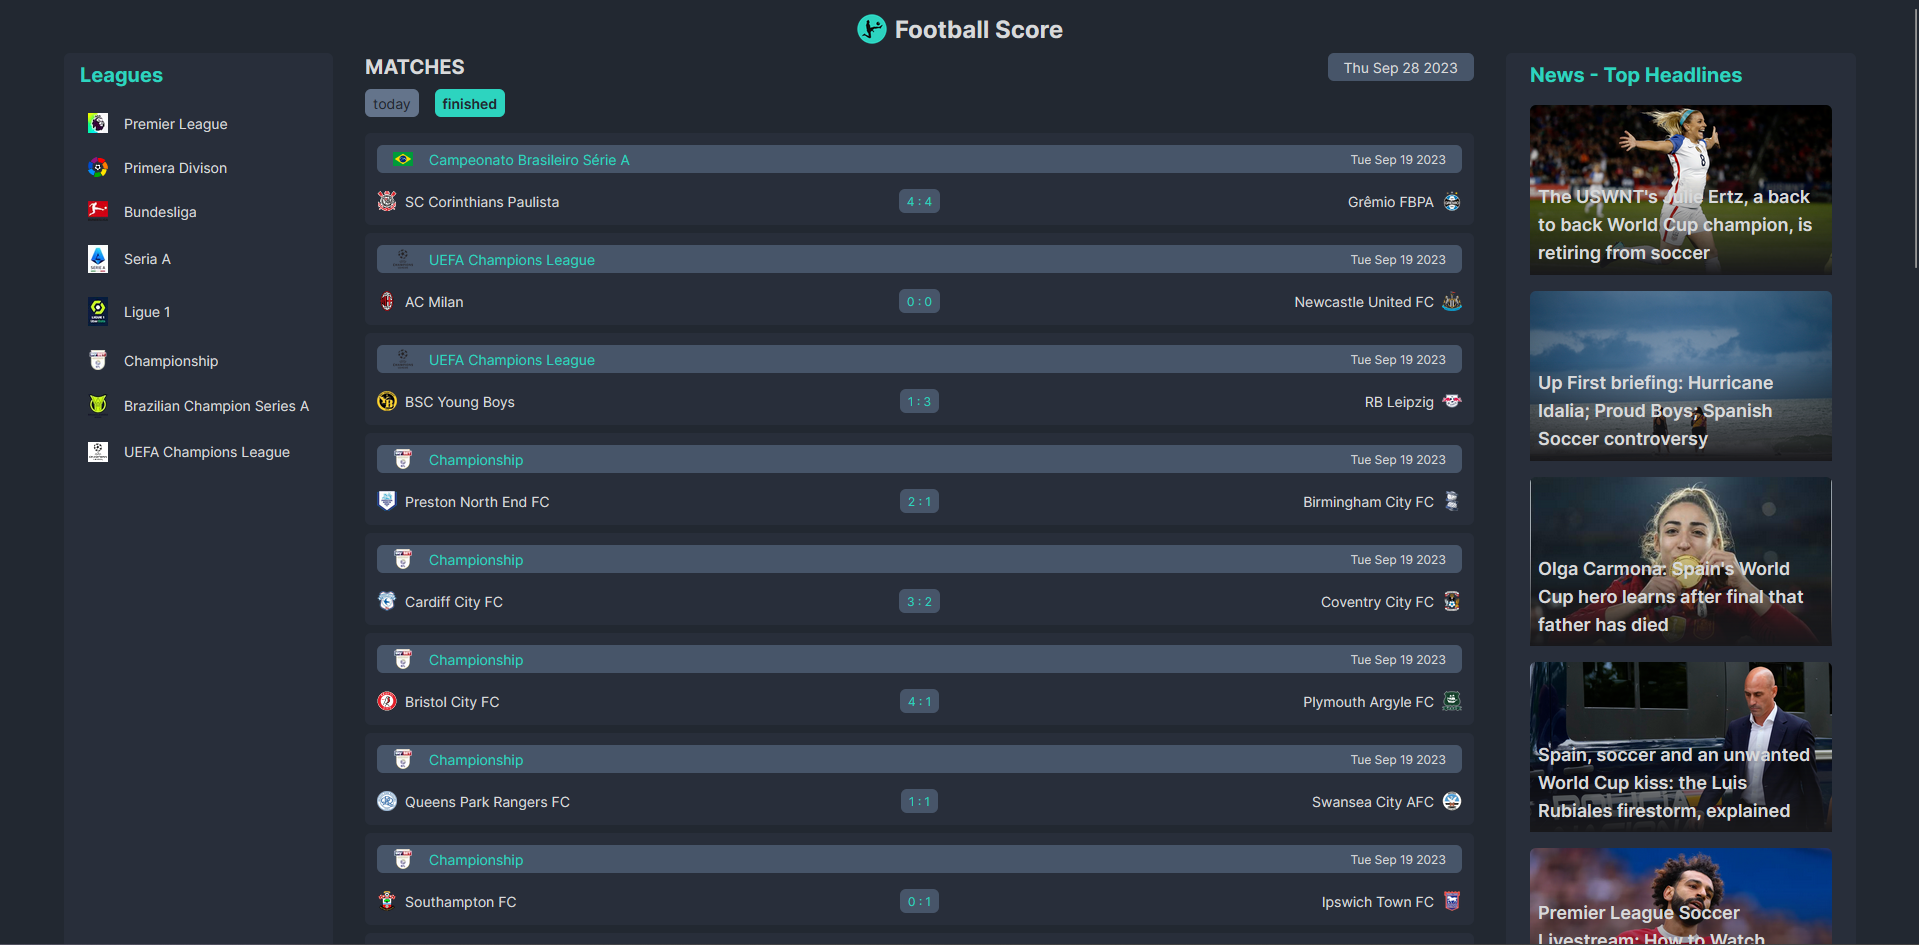 Football Score
Leagues
Premier League
Primera Divison
Bundesliga
Seria A
Ligue 1
Championship
Brazilian Champion Series A
UEFA Champions League
MATCHES
Thu Sep 28 2023
today
finished
Campeonato Brasileiro Série A
Tue Sep 19 2023
SC Corinthians Paulista
4 : 4
Grêmio FBPA
UEFA Champions League
Tue Sep 19 2023
AC Milan
0 : 0
Newcastle United FC
UEFA Champions League
Tue Sep 19 2023
BSC Young Boys
1 : 3
RB Leipzig
Championship
Tue Sep 19 2023
Preston North End FC
2 : 1
Birmingham City FC
Championship
Tue Sep 19 2023
Cardiff City FC
3 : 2
Coventry City FC
Championship
Tue Sep 19 2023
Bristol City FC
4 : 1
Plymouth Argyle FC
Championship
Tue Sep 19 2023
Queens Park Rangers FC
1 : 1
Swansea City AFC
Championship
Tue Sep 19 2023
Southampton FC
0 : 1
Ipswich Town FC
News - Top Headlines
The USWNT's Julie Ertz, a back
to back World Cup champion, is
retiring from soccer
Up First briefing: Hurricane
Idalia; Proud Boys; Spanish
Soccer controversy
Olga Carmona: Spain's World
Cup hero learns after final that
father has died
Spain, soccer and an unwanted
World Cup kiss: the Luis
Rubiales firestorm, explained
Premier League Soccer
Livestream: How to Watch